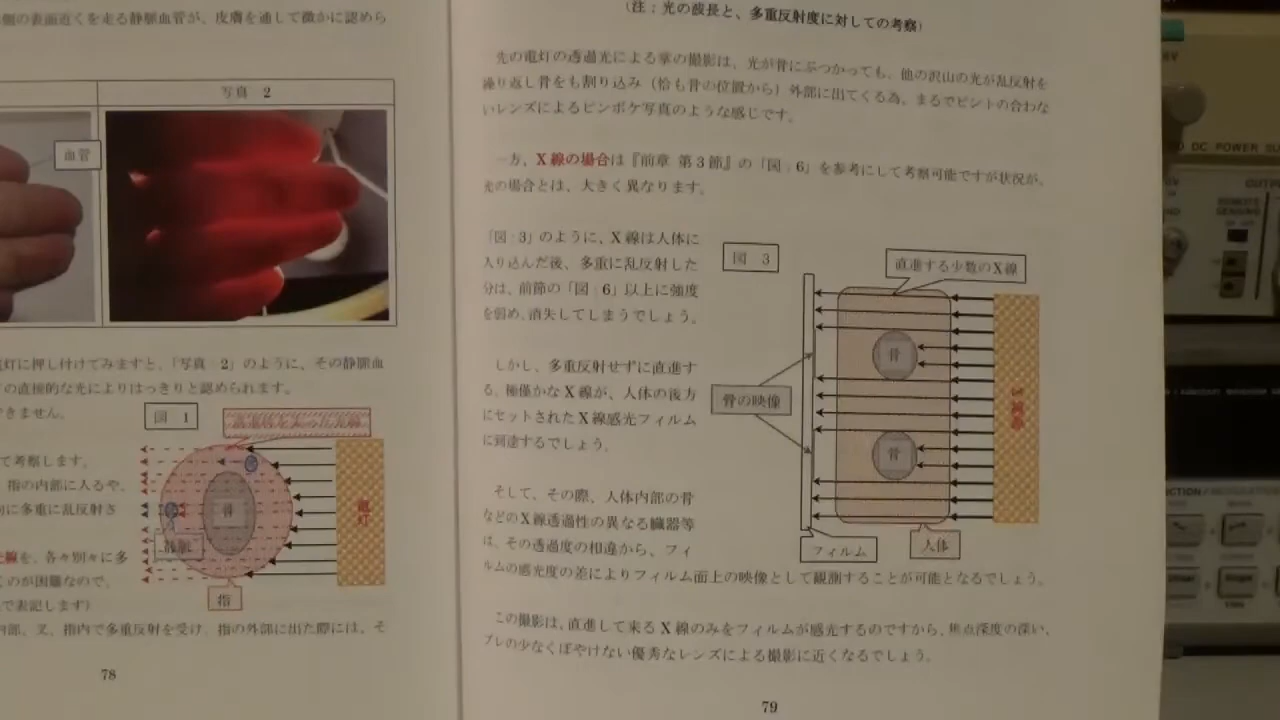 側の表面近くを走る静脈血管が、皮膚を通して微かに認めら
写真 2
血管
電灯に押し付けてみますと、「写真:2」のように、その静脈血
の直接的な光によりはっきりと認められます。
できません。
図 1
て考察します。
指の内部に入るや、
に多重に乱反射さ
線を、各々別々に多
のが困難なので、
で表記します)
骨
電灯
静脈
指
内部、又、指内で多重反射を受け、指の外部に出た際には、そ
78
(注:光の波長と、多重反射度に対しての考察)
先の電灯の透過光による掌の撮影は、光が骨にぶつかっても、他の沢山の光が乱反射を
繰り返し骨をも割り込み(恰も骨の位置から)外部に出てくる為、まるでピントの合わな
いレンズによるピンボケ写真のような感じです。
一方、X線の場合は『前章 第3節』の「図:6」を参考にして考察可能ですが状況が、
光の場合とは、大きく異なります。
「図:3」のように、X線は人体に
入り込んだ後、多重に乱反射した
分は、前節の「図:6」以上に強度
を弱め、消失してしまうでしょう。
しかし、多重反射せずに直進す
る、極僅かなX線が、人体の後方
にセットされたX線感光フィルム
に到達するでしょう。
そして、その際、人体内部の骨
などのX線透過性の異なる臓器等
は、その透過度の相違から、フィ
ルムの感光度の差によりフィルム面上の映像として観測することが可能となるでしょう。
図 3
直進する少数のX線
骨
骨の映像
骨
フィルム
人体
この撮影は、直進して来るX線のみをフィルムが感光するのですから、焦点深度の深い、
ブレの少なくぼやけない優秀なレンズによる撮影に近くなるでしょう。
79
DC POWER SU
OUTP
REMOTE
SENSING